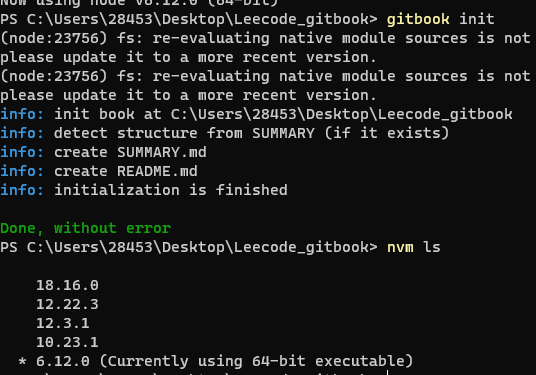 Now using node v6.12.0 (64-bit)
PS C:\Users\28453\Desktop\Leecode_gitbook> gitbook init
(node:23756) fs: re-evaluating native module sources is not
please update it to a more recent version.
(node:23756) fs: re-evaluating native module sources is not
please update it to a more recent version.
info: init book at C:\Users\28453\Desktop\Leecode_gitbook
info: detect structure from SUMMARY (if it exists)
info: create SUMMARY.md
info: create README.md
info: initialization is finished
Done, without error
PS C:\Users\28453\Desktop\Leecode_gitbook> nvm ls
18.16.0
12.22.3
12.3.1
10.23.1
* 6.12.0 (Currently using 64-bit executable)